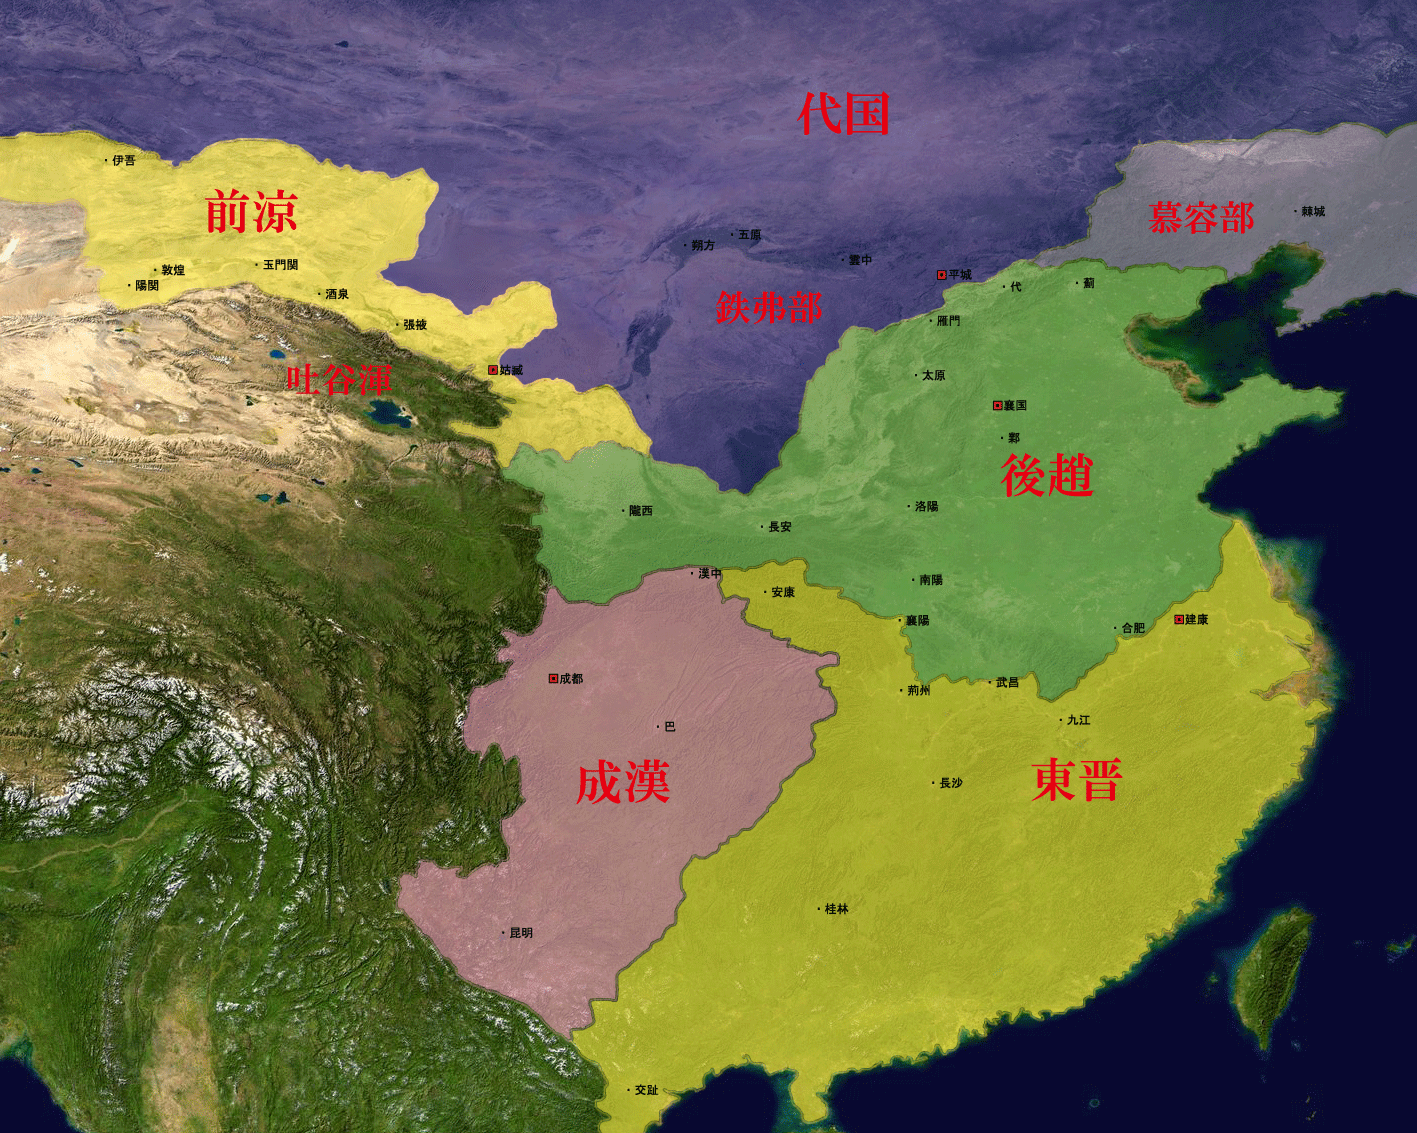 代国
伊吾
前涼
慕容部
棘城
五原
朔方
雲中
玉門関
敦煌
平城
陽関
代
薊
酒泉
鉄弗部
張掖
雁門
吐谷渾
姑臧
太原
襄国
鄴
後趙
洛陽
隴西
長安
漢中
南陽
安康
襄陽
建康
合肥
成都
武昌
荊州
九江
巴
成漢
東晋
長沙
桂林
昆明
交趾